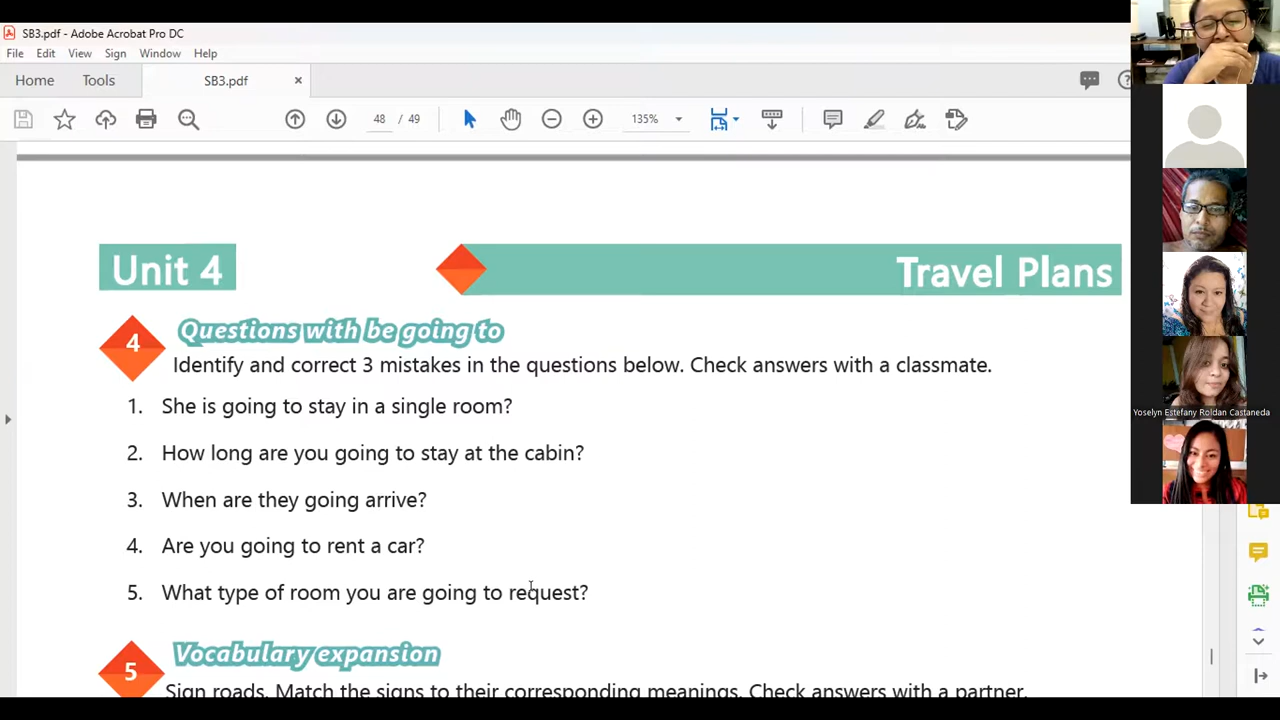 SB3.pdf - Adobe Acrobat Pro DC
File Edit View Sign Window Help
Home Tools SB3.pdf ×
48 / 49 135%
Unit 4 Travel Plans
4 Questions with be going to
Identify and correct 3 mistakes in the questions below. Check answers with a classmate.
1. She is going to stay in a single room?
2. How long are you going to stay at the cabin?
3. When are they going arrive?
4. Are you going to rent a car?
5. What type of room you are going to request?
5 Vocabulary expansion
Sign roads. Match the signs to their corresponding meanings. Check answers with a partner.
Yoselyn Estefany Roldan Castaneda